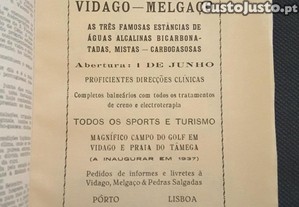 Custojusto.pt
VIDAGO—MELGAÇO
AS TRÊS FAMOSAS ESTÂNCIAS DE
ÁGUAS ALCALINAS BICARBONA-
TADAS, MISTAS — CARBOGASOSAS
Abertura: 1 DE JUNHO
PROFICIENTES DIRECÇÕES CLÍNICAS
Completos balneários com todos os tratamentos
de creno e electroterapia
TODOS OS SPORTS E TURISMO
MAGNÍFICO CAMPO DE GOLF EM
VIDAGO E PRAIA DO TÂMEGA
(A INAUGURAR EM 1937)
Pedidos de informes e livretes à
Vidago, Melgaço & Pedras Salgadas
PÔRTO LISBOA